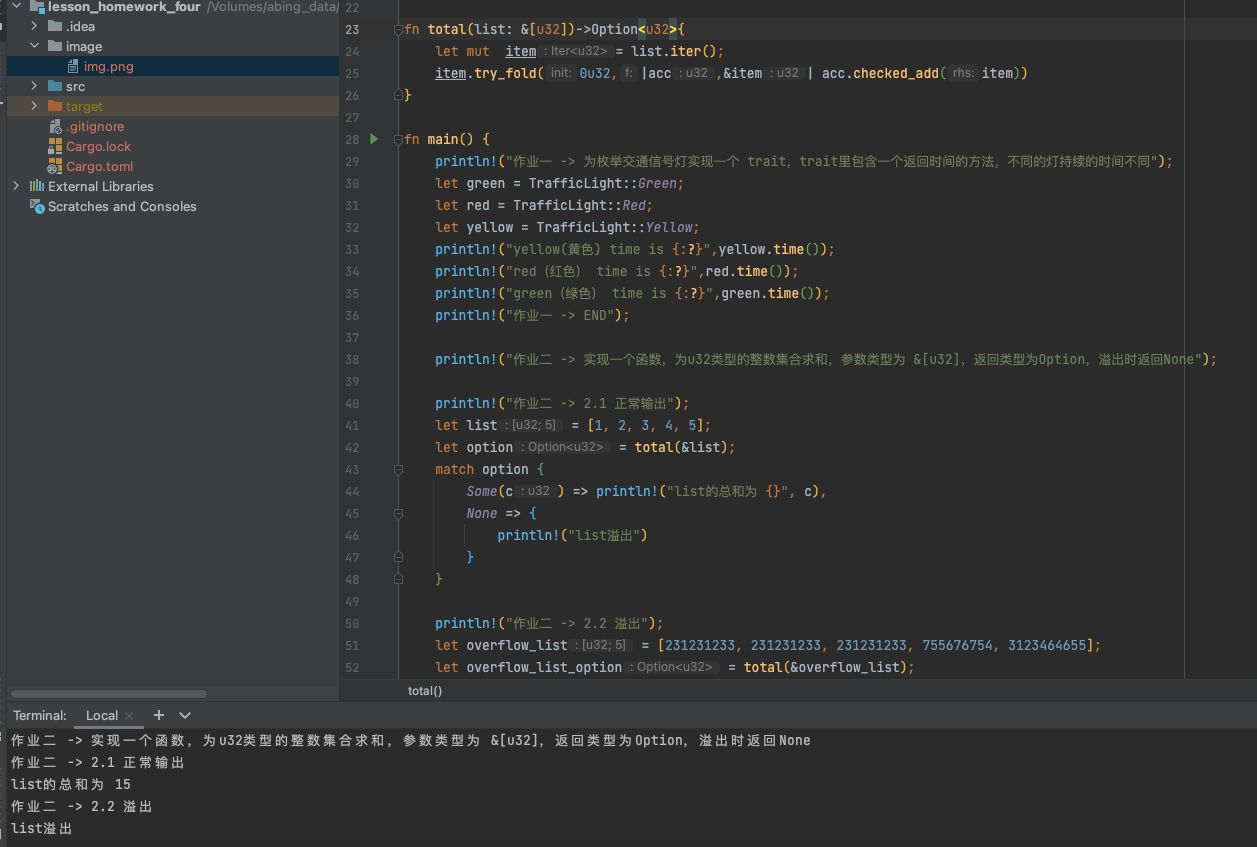 lesson_homework_four /Volumes/abing_data/
.idea
image
img.png
src
target
.gitignore
Cargo.lock
Cargo.toml
External Libraries
Scratches and Consoles
22
23 fn total(list: &[u32])->Option<u32>{
24 let mut item : Iter<u32> = list.iter();
25 item.try_fold( init: 0u32, f: |acc : u32 ,&item : u32 | acc.checked_add( rhs: item))
26 }
27
28 fn main() {
29 println!("作业一 -> 为枚举交通信号灯实现一个 trait，trait里包含一个返回时间的方法，不同的灯持续的时间不同");
30 let green = TrafficLight::Green;
31 let red = TrafficLight::Red;
32 let yellow = TrafficLight::Yellow;
33 println!("yellow(黄色) time is {:?}",yellow.time());
34 println!("red（红色） time is {:?}",red.time());
35 println!("green（绿色） time is {:?}",green.time());
36 println!("作业一 -> END");
37
38 println!("作业二 -> 实现一个函数，为u32类型的整数集合求和，参数类型为 &[u32]，返回类型为Option，溢出时返回None");
39
40 println!("作业二 -> 2.1 正常输出");
41 let list : [u32; 5] = [1, 2, 3, 4, 5];
42 let option : Option<u32> = total(&list);
43 match option {
44 Some(c : u32 ) => println!("list的总和为 {}", c),
45 None => {
46 println!("list溢出")
47 }
48 }
49
50 println!("作业二 -> 2.2 溢出");
51 let overflow_list : [u32; 5] = [231231233, 231231233, 231231233, 755676754, 3123464655];
52 let overflow_list_option : Option<u32> = total(&overflow_list);
total()
Terminal: Local × +
作业二 -> 实现一个函数，为u32类型的整数集合求和，参数类型为 &[u32]，返回类型为Option，溢出时返回None
作业二 -> 2.1 正常输出
list的总和为 15
作业二 -> 2.2 溢出
list溢出